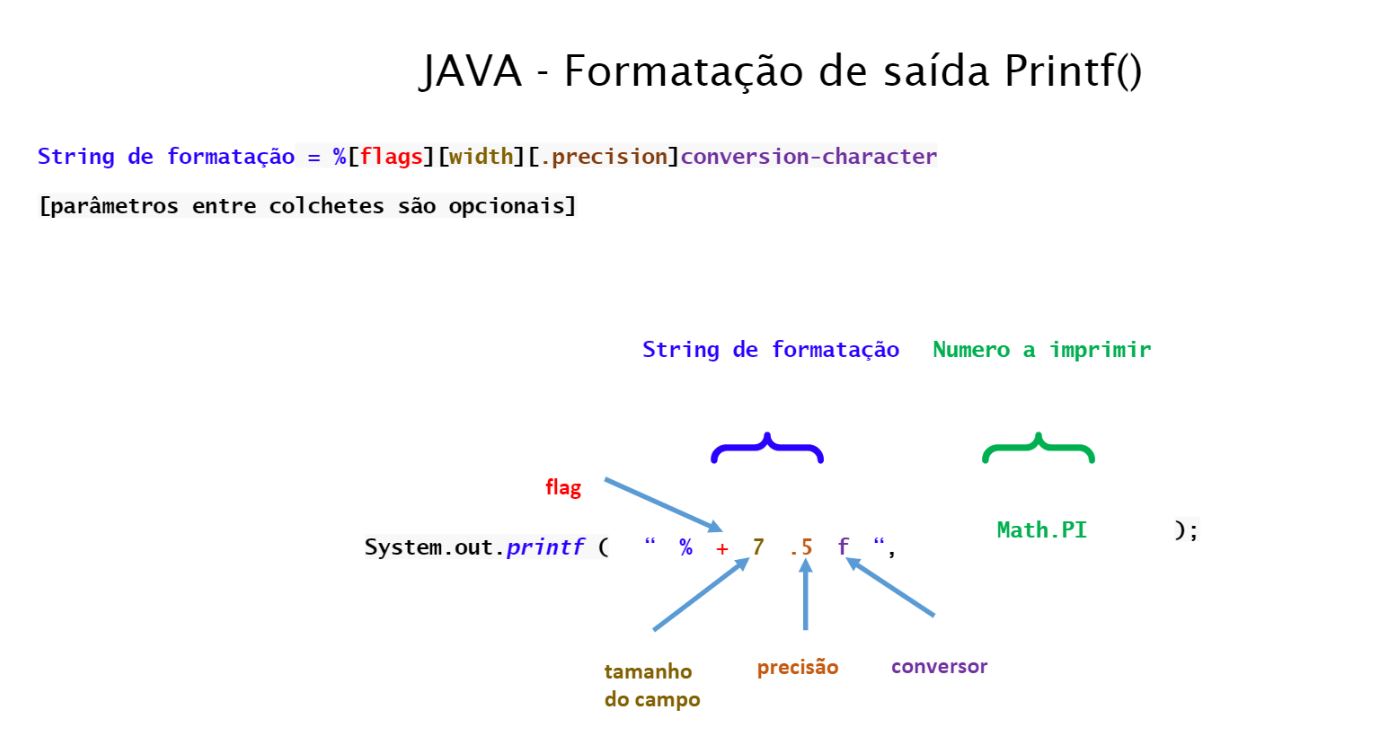 JAVA - Formatação de saída Printf()
String de formatação = %[flags][width][.precision]conversion-character
[parâmetros entre colchetes são opcionais]
String de formatação Numero a imprimir
flag
System.out.printf ( “ % + 7 .5 f “, Math.PI );
tamanho
do campo
precisão
conversor